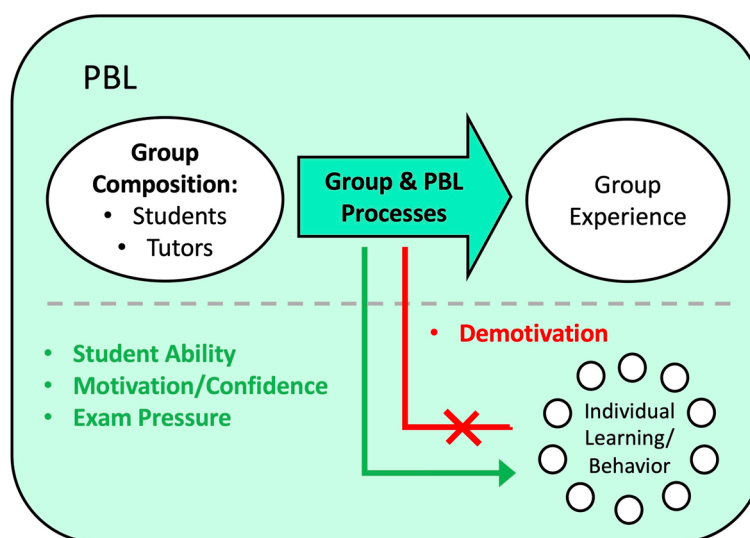 PBL
Group
Composition:
• Students
• Tutors
Group & PBL
Processes
Group
Experience
• Student Ability
• Motivation/Confidence
• Exam Pressure
• Demotivation
Individual
Learning/
Behavior